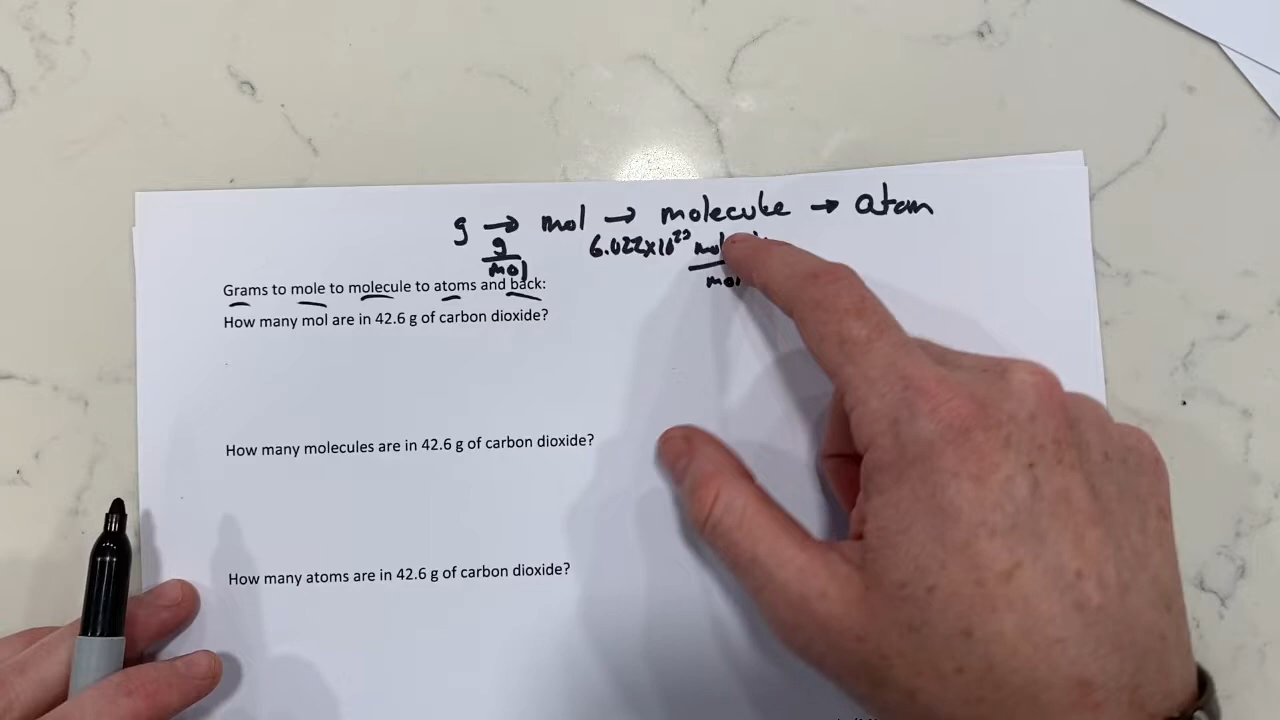 g → mol → molecule → atom
g/mol 6.022x10²³ /mol
Grams to mole to molecule to atoms and back:
How many mol are in 42.6 g of carbon dioxide?
How many molecules are in 42.6 g of carbon dioxide?
How many atoms are in 42.6 g of carbon dioxide?